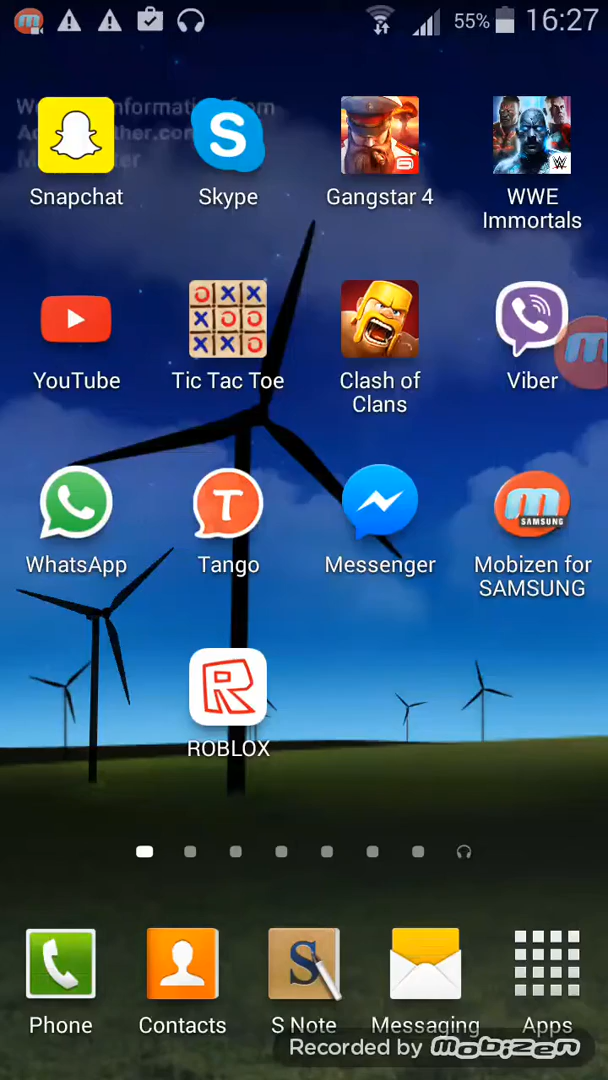 55% 16:27
Snapchat Skype Gangstar 4 WWE
Immortals
YouTube Tic Tac Toe Clash of
Clans Viber
WhatsApp Tango Messenger Mobizen for
SAMSUNG
ROBLOX
Phone Contacts S Note Messaging Apps
Recorded by mobizen